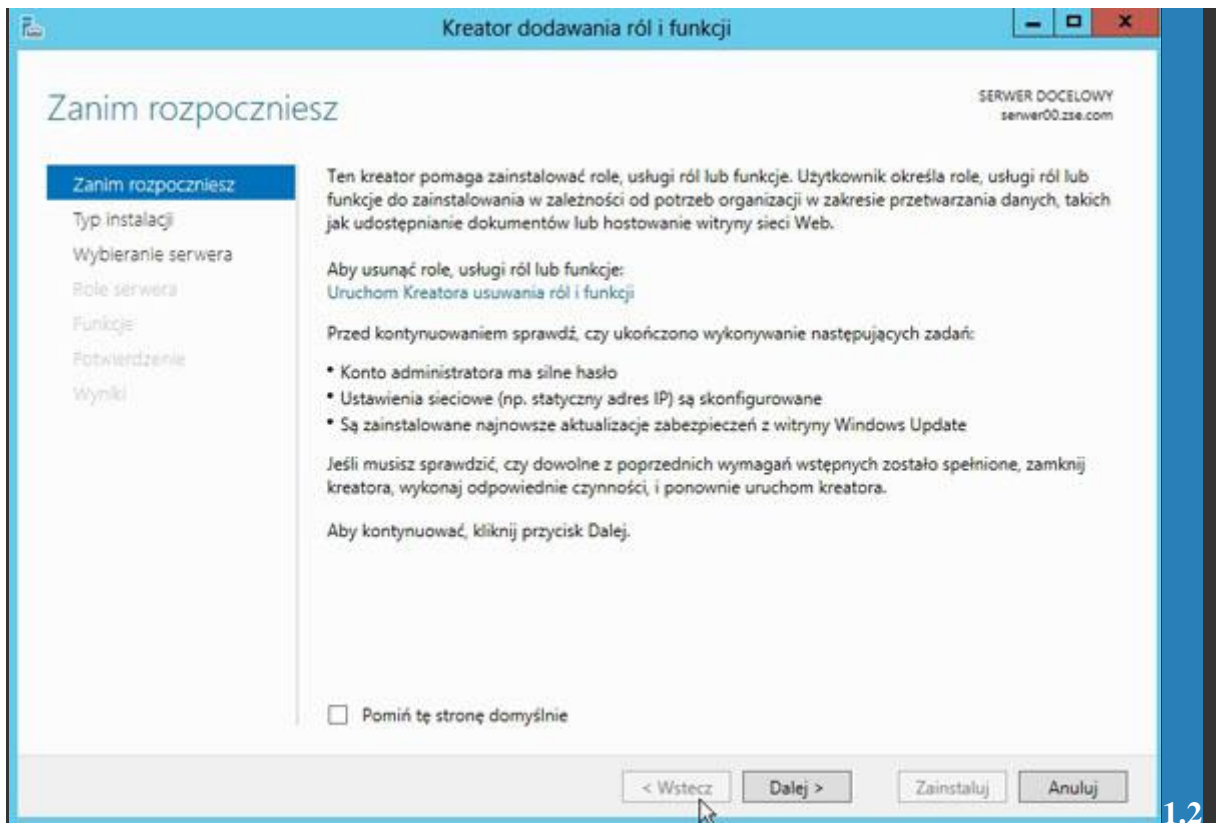 Kreator dodawania ról i funkcji
Zanim rozpoczniesz
SERWER DOCELOWY
serwer00.zse.com
Zanim rozpoczniesz
Typ instalacji
Wybieranie serwera
Role serwera
Funkcje
Potwierdzenie
Wyniki
Ten kreator pomaga zainstalować role, usługi ról lub funkcje. Użytkownik określa role, usługi ról lub
funkcje do zainstalowania w zależności od potrzeb organizacji w zakresie przetwarzania danych, takich
jak udostępnianie dokumentów lub hostowanie witryny sieci Web.
Aby usunąć role, usługi ról lub funkcje:
Uruchom Kreatora usuwania ról i funkcji
Przed kontynuowaniem sprawdź, czy ukończono wykonywanie następujących zadań:
• Konto administratora ma silne hasło
• Ustawienia sieciowe (np. statyczny adres IP) są skonfigurowane
• Są zainstalowane najnowsze aktualizacje zabezpieczeń z witryny Windows Update
Jeśli musisz sprawdzić, czy dowolne z poprzednich wymagań wstępnych zostało spełnione, zamknij
kreatora, wykonaj odpowiednie czynności, i ponownie uruchom kreatora.
Aby kontynuować, kliknij przycisk Dalej.
Pomiń tę stronę domyślnie
< Wstecz
Dalej >
Zainstaluj
Anuluj
1.2